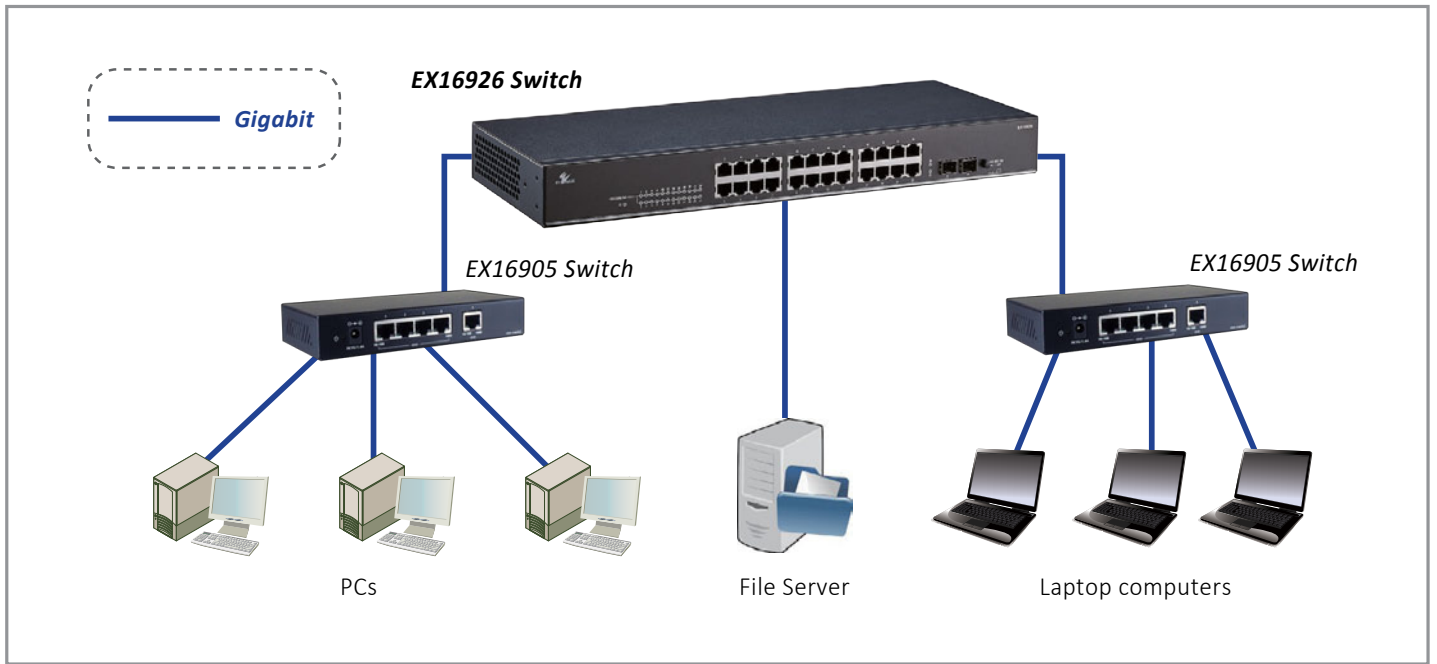 EX16926 Switch
Gigabit
EX16905 Switch
EX16905 Switch
PCs
File Server
Laptop computers